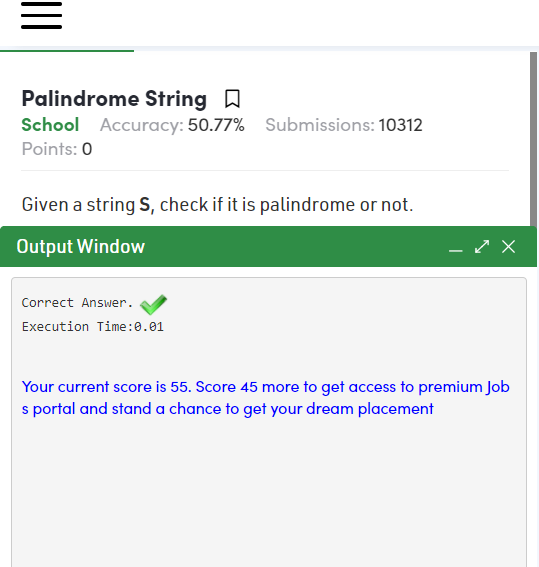 Palindrome String
School Accuracy: 50.77% Submissions: 10312
Points: 0
Given a string S, check if it is palindrome or not.
Output Window
Correct Answer.
Execution Time:0.01
Your current score is 55. Score 45 more to get access to premium Job
s portal and stand a chance to get your dream placement